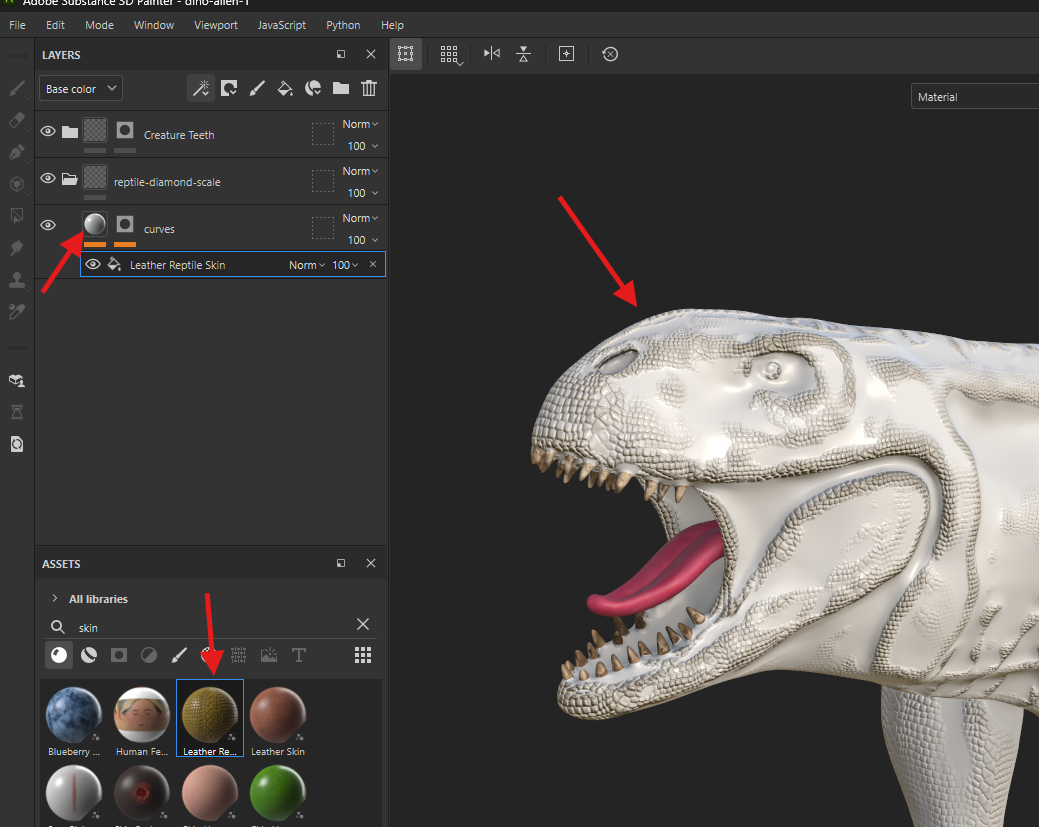 Adobe Substance 3D Painter - dino-alien-1
File Edit Mode Window Viewport JavaScript Python Help
LAYERS
Base color
Material
Norm
Creature Teeth
100
Norm
reptile-diamond-scale
100
Norm
curves
100
Leather Reptile Skin Norm 100
ASSETS
All libraries
skin
Blueberry ... Human Fe... Leather Re... Leather Skin